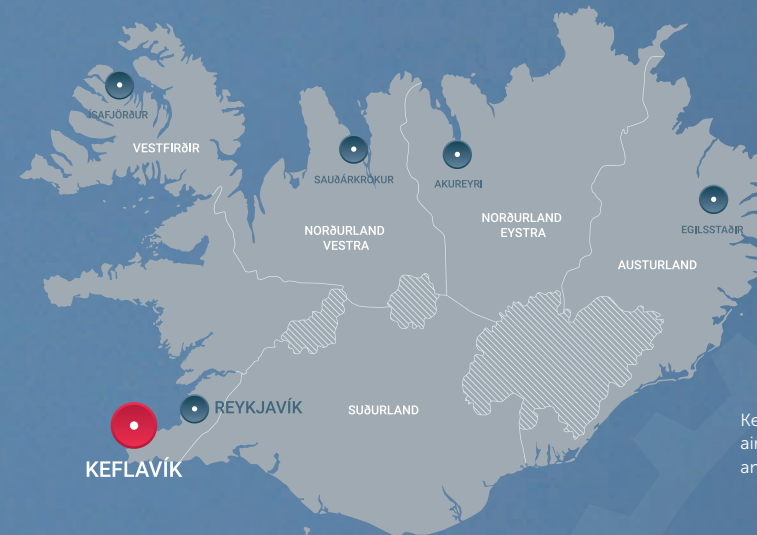 ÍSAFJÖRÐUR
VESTFIRÐIR
SAUÐÁRKRÓKUR
AKUREYRI
NORÐURLAND
VESTRA
NORÐURLAND
EYSTRA
EGILSSTAÐIR
AUSTURLAND
REYKJAVÍK
SUÐURLAND
KEFLAVÍK